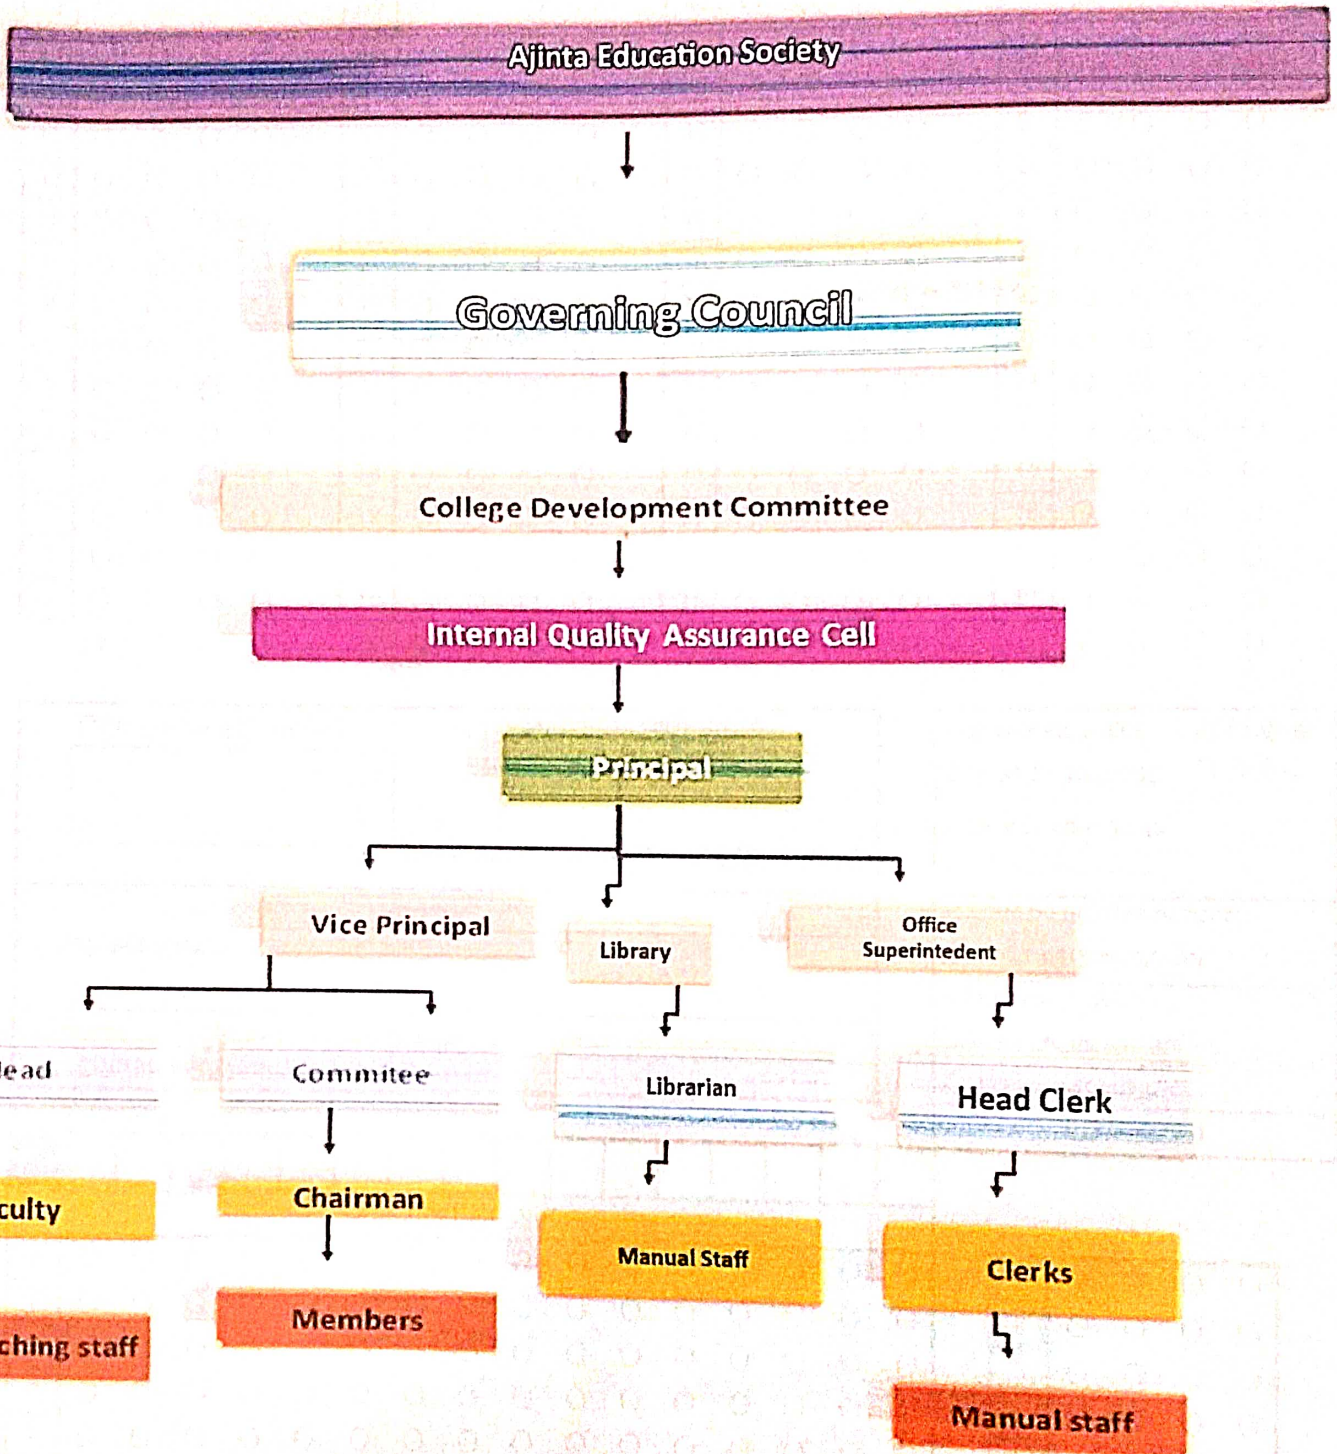 Ajinta Education Society
Governing Council
College Development Committee
Internal Quality Assurance Cell
Principal
Vice Principal
Library
Office
Superintedent
Commitee
Librarian
Head Clerk
Chairman
Manual Staff
Clerks
Members
staff
Manual staff